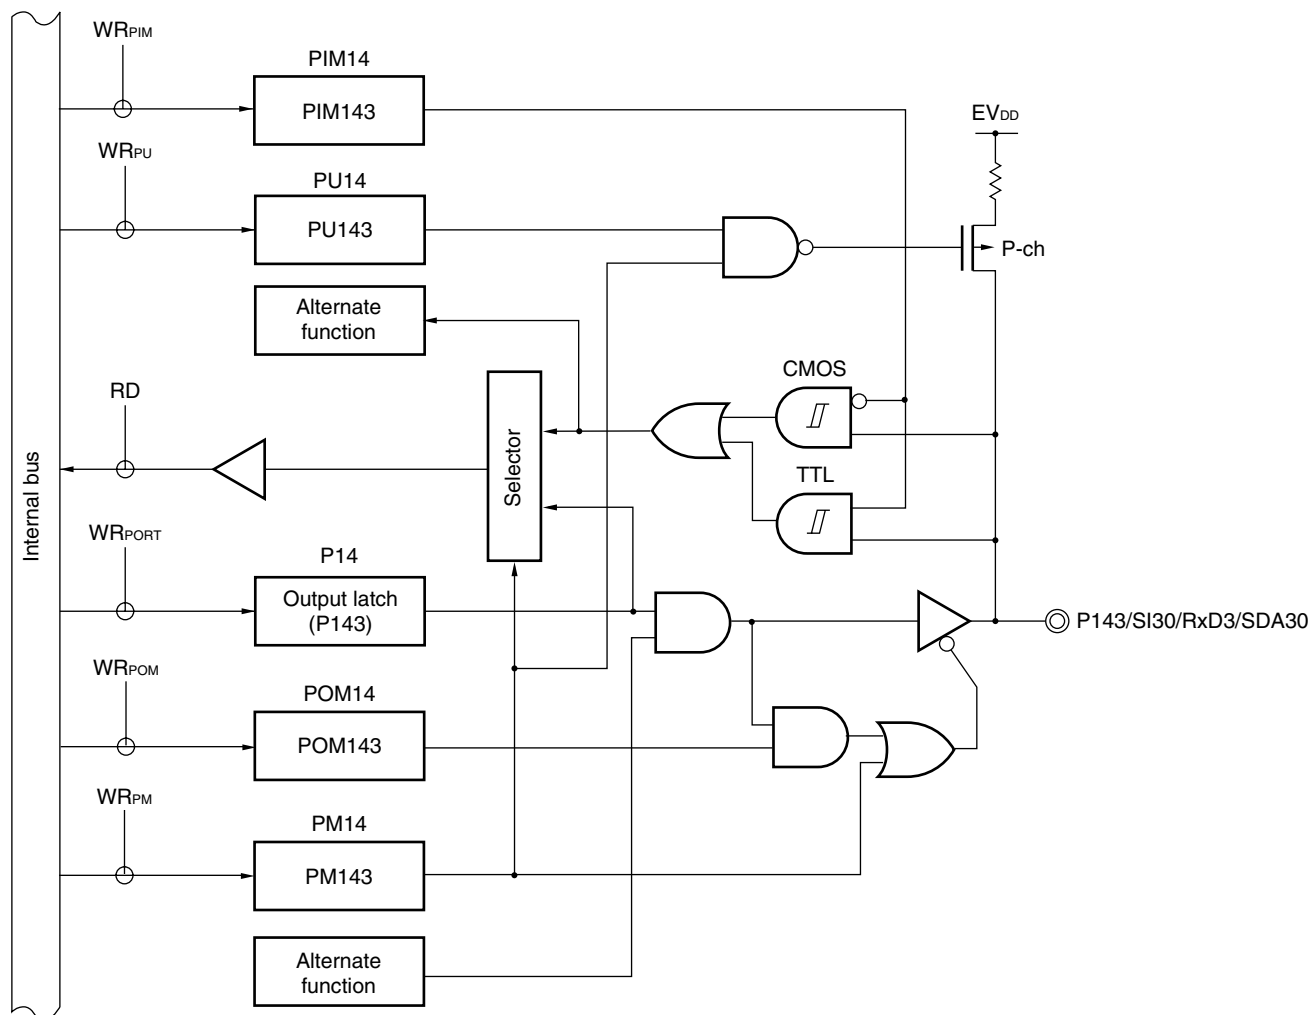 WRPIM
PIM14
PIM143
EVDD
WRPU
PU14
PU143
P-ch
Alternate
function
CMOS
RD
Selector
TTL
Internal bus
WRPORT
P14
Output latch
(P143)
P143/SI30/RxD3/SDA30
WRPOM
POM14
POM143
WRPM
PM14
PM143
Alternate
function